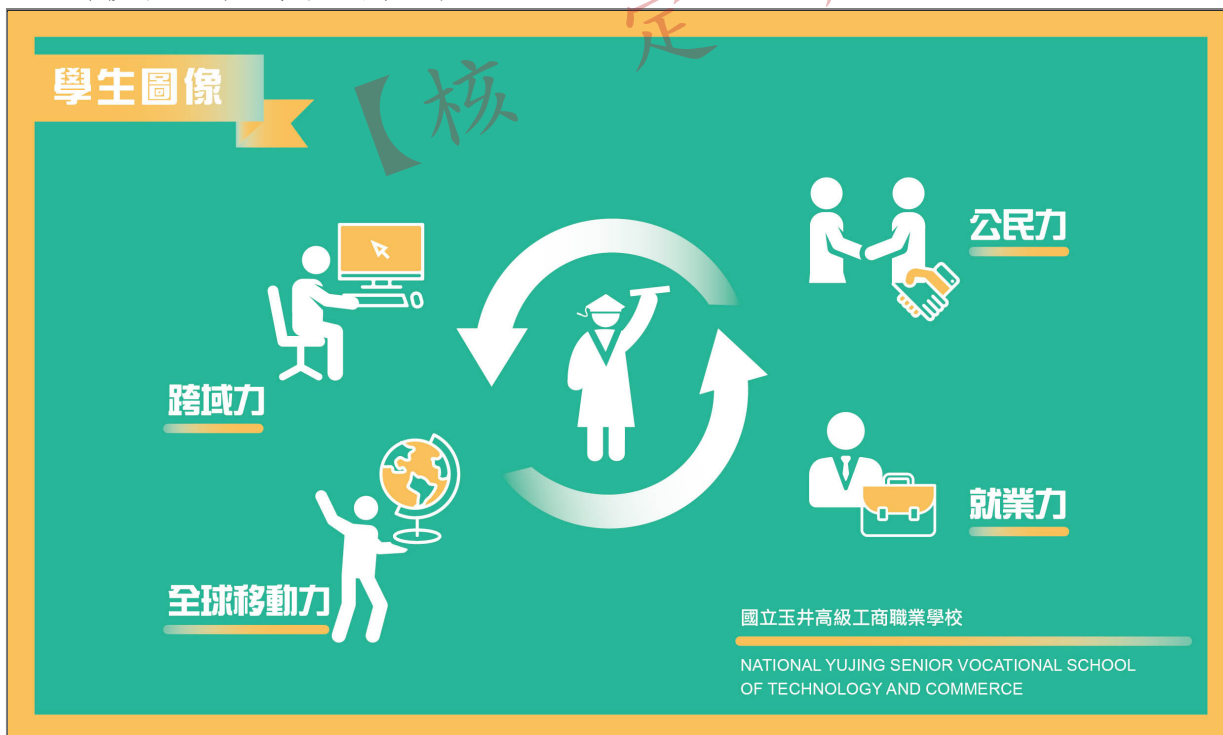 學生圖像
【核
定
跨域力
公民力
全球移動力
就業力
國立玉井高級工商職業學校
NATIONAL YUJING SENIOR VOCATIONAL SCHOOL
OF TECHNOLOGY AND COMMERCE